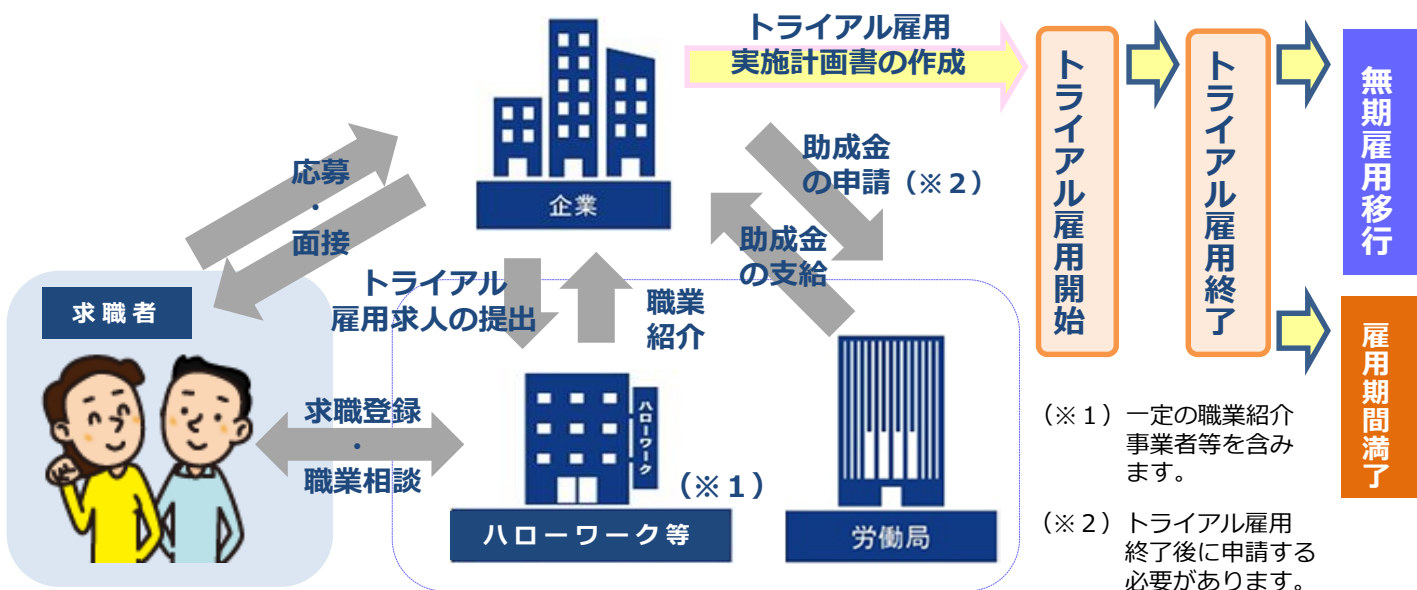 トライアル雇用
実施計画書の作成
トライアル雇用開始
トライアル雇用終了
無期雇用移行
雇用期間満了
企業
助成金
の申請（※２）
助成金
の支給
応募
・
面接
トライアル
雇用求人の提出
職業
紹介
求職者
求職登録
・
職業相談
ハローワーク
（※１）
ハローワーク等
労働局
（※１）一定の職業紹介
事業者等を含み
ます。
（※２）トライアル雇用
終了後に申請する
必要があります。